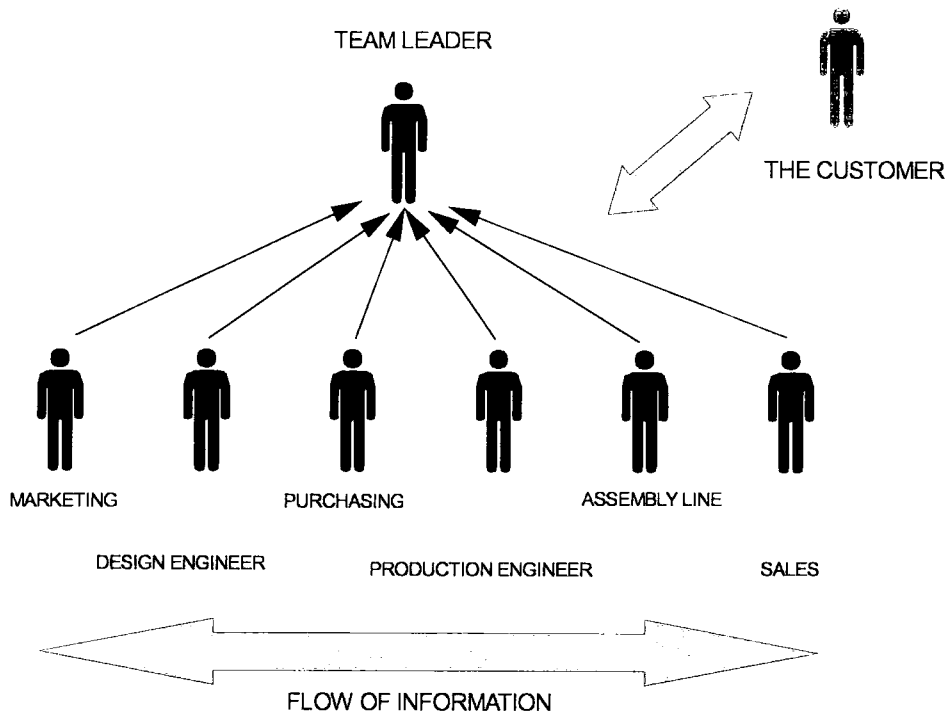 TEAM LEADER
THE CUSTOMER
MARKETING
PURCHASING
ASSEMBLY LINE
DESIGN ENGINEER
PRODUCTION ENGINEER
SALES
FLOW OF INFORMATION